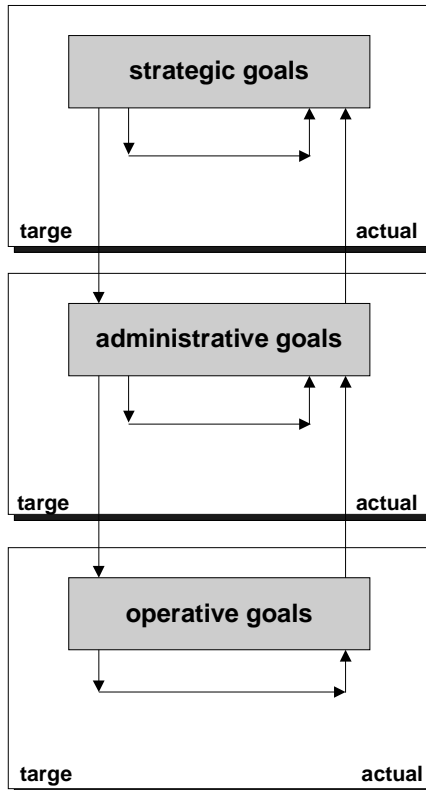 strategic goals
targe actual
administrative goals
targe actual
operative goals
targe actual